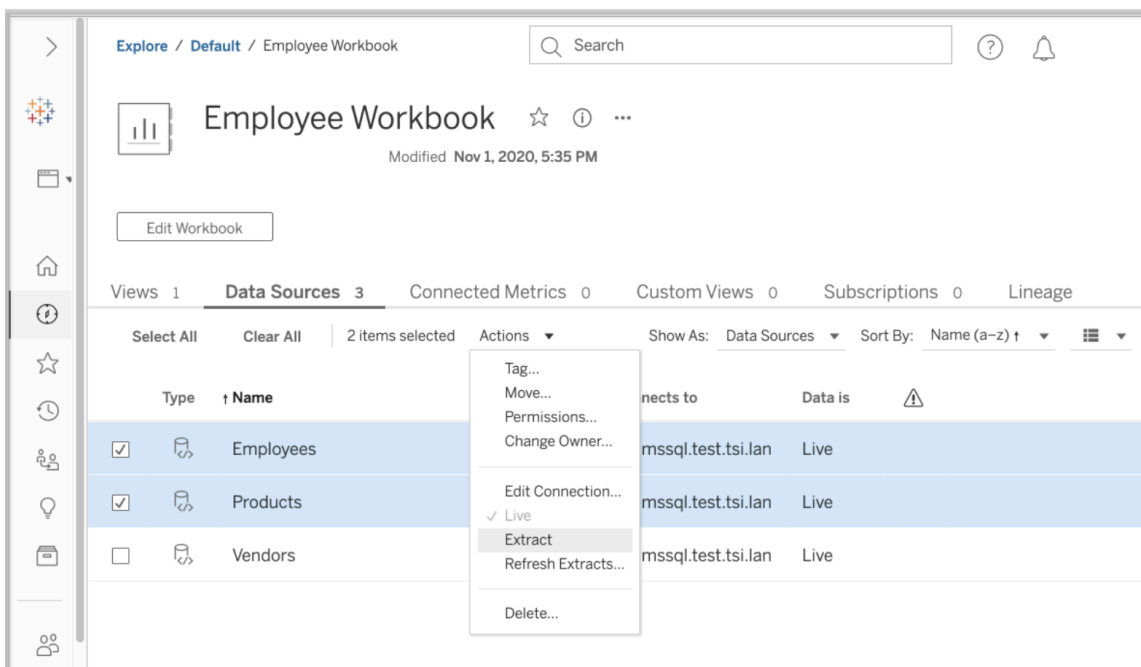 Explore / Default / Employee Workbook
Search
Employee Workbook
Modified Nov 1, 2020, 5:35 PM
Edit Workbook
Views 1 Data Sources 3 Connected Metrics 0 Custom Views 0 Subscriptions 0 Lineage
Select All Clear All 2 items selected Actions ▼ Show As: Data Sources ▼ Sort By: Name (a–z) ↑ ▼
Type ↑ Name nects to Data is
Employees mssql.test.tsi.lan Live
Products mssql.test.tsi.lan Live
Vendors mssql.test.tsi.lan Live
Tag...
Move...
Permissions...
Change Owner...
Edit Connection...
✓ Live
Extract
Refresh Extracts...
Delete...